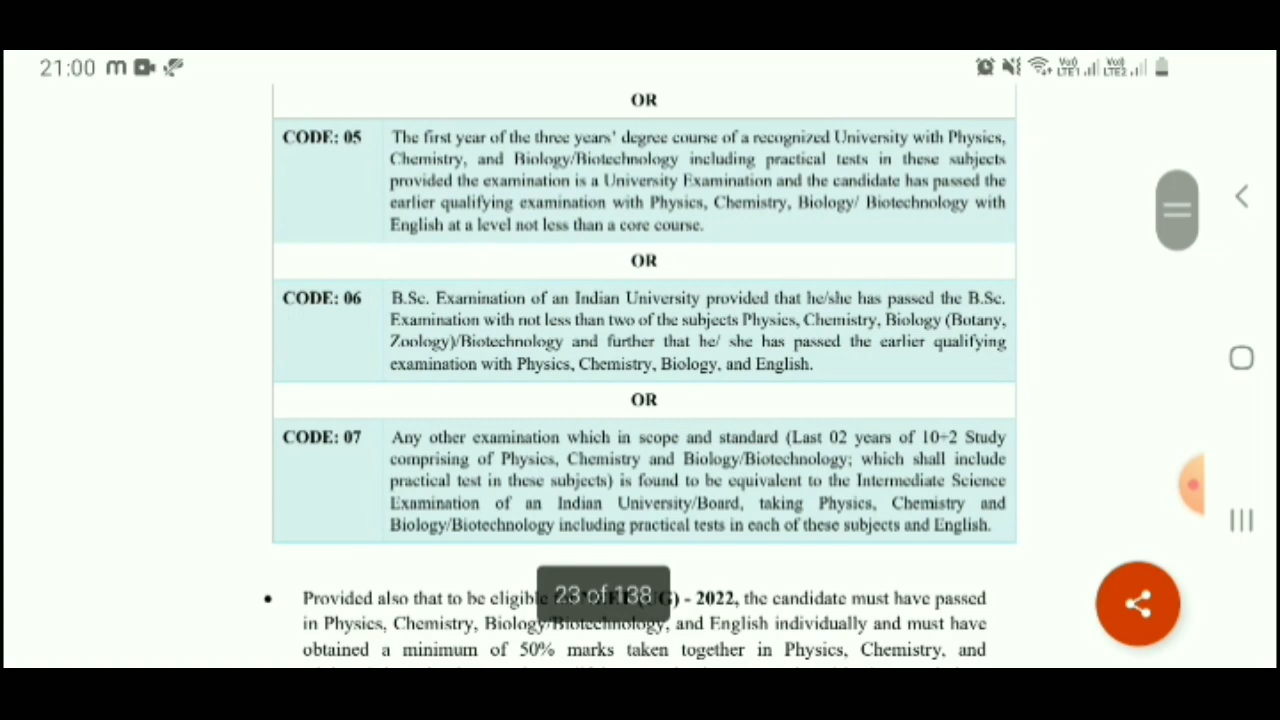 21:00 m
Vo) LTE1 Vo) LTE2
OR
CODE: 05 The first year of the three years' degree course of a recognized University with Physics,
Chemistry, and Biology/Biotechnology including practical tests in these subjects
provided the examination is a University Examination and the candidate has passed the
earlier qualifying examination with Physics, Chemistry, Biology/ Biotechnology with
English at a level not less than a core course.
OR
CODE: 06 B.Sc. Examination of an Indian University provided that he/she has passed the B.Sc.
Examination with not less than two of the subjects Physics, Chemistry, Biology (Botany,
Zoology)/Biotechnology and further that he/ she has passed the earlier qualifying
examination with Physics, Chemistry, Biology, and English.
OR
CODE: 07 Any other examination which in scope and standard (Last 02 years of 10+2 Study
comprising of Physics, Chemistry and Biology/Biotechnology; which shall include
practical test in these subjects) is found to be equivalent to the Intermediate Science
Examination of an Indian University/Board, taking Physics, Chemistry and
Biology/Biotechnology including practical tests in each of these subjects and English.
23 of 138
• Provided also that to be eligible G) - 2022, the candidate must have passed
in Physics, Chemistry, Biology/Biotechnology, and English individually and must have
obtained a minimum of 50% marks taken together in Physics, Chemistry, and